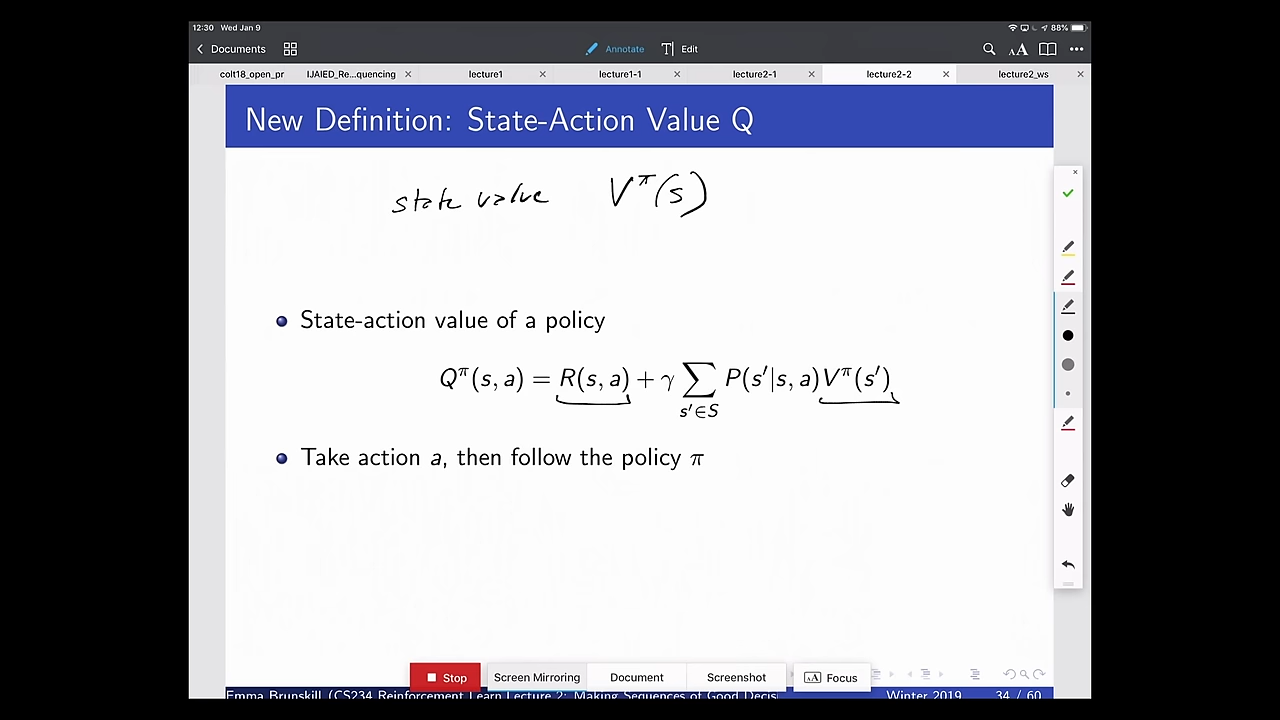 12:30 Wed Jan 9
88%
Documents
Annotate
Edit
AA
colt18_open_pr
IJAIED_Re...quencing
lecture1
lecture1-1
lecture2-1
lecture2-2
lecture2_ws
New Definition: State-Action Value Q
state value V^π(s)
State-action value of a policy
Q^π(s, a) = R(s, a) + γ ∑_{s′∈S} P(s′|s, a)V^π(s′)
Take action a, then follow the policy π
Stop
Screen Mirroring
Document
Screenshot
AA Focus
Emma Brunskill (CS234 Reinforcement Learn Lecture 2: Making Sequences of Good Decis
Winter 2019
34 / 60